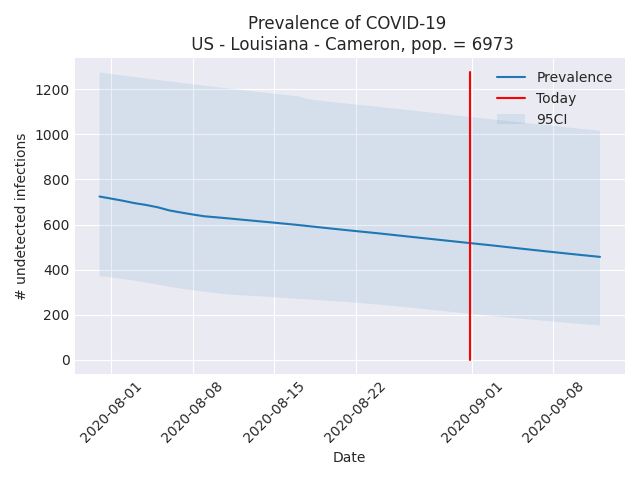 Prevalence of COVID-19
US - Louisiana - Cameron, pop. = 6973
Prevalence
Today
95CI
# undetected infections
1200
1000
800
600
400
200
0
2020-08-01
2020-08-08
2020-08-15
2020-08-22
2020-09-01
2020-09-08
Date